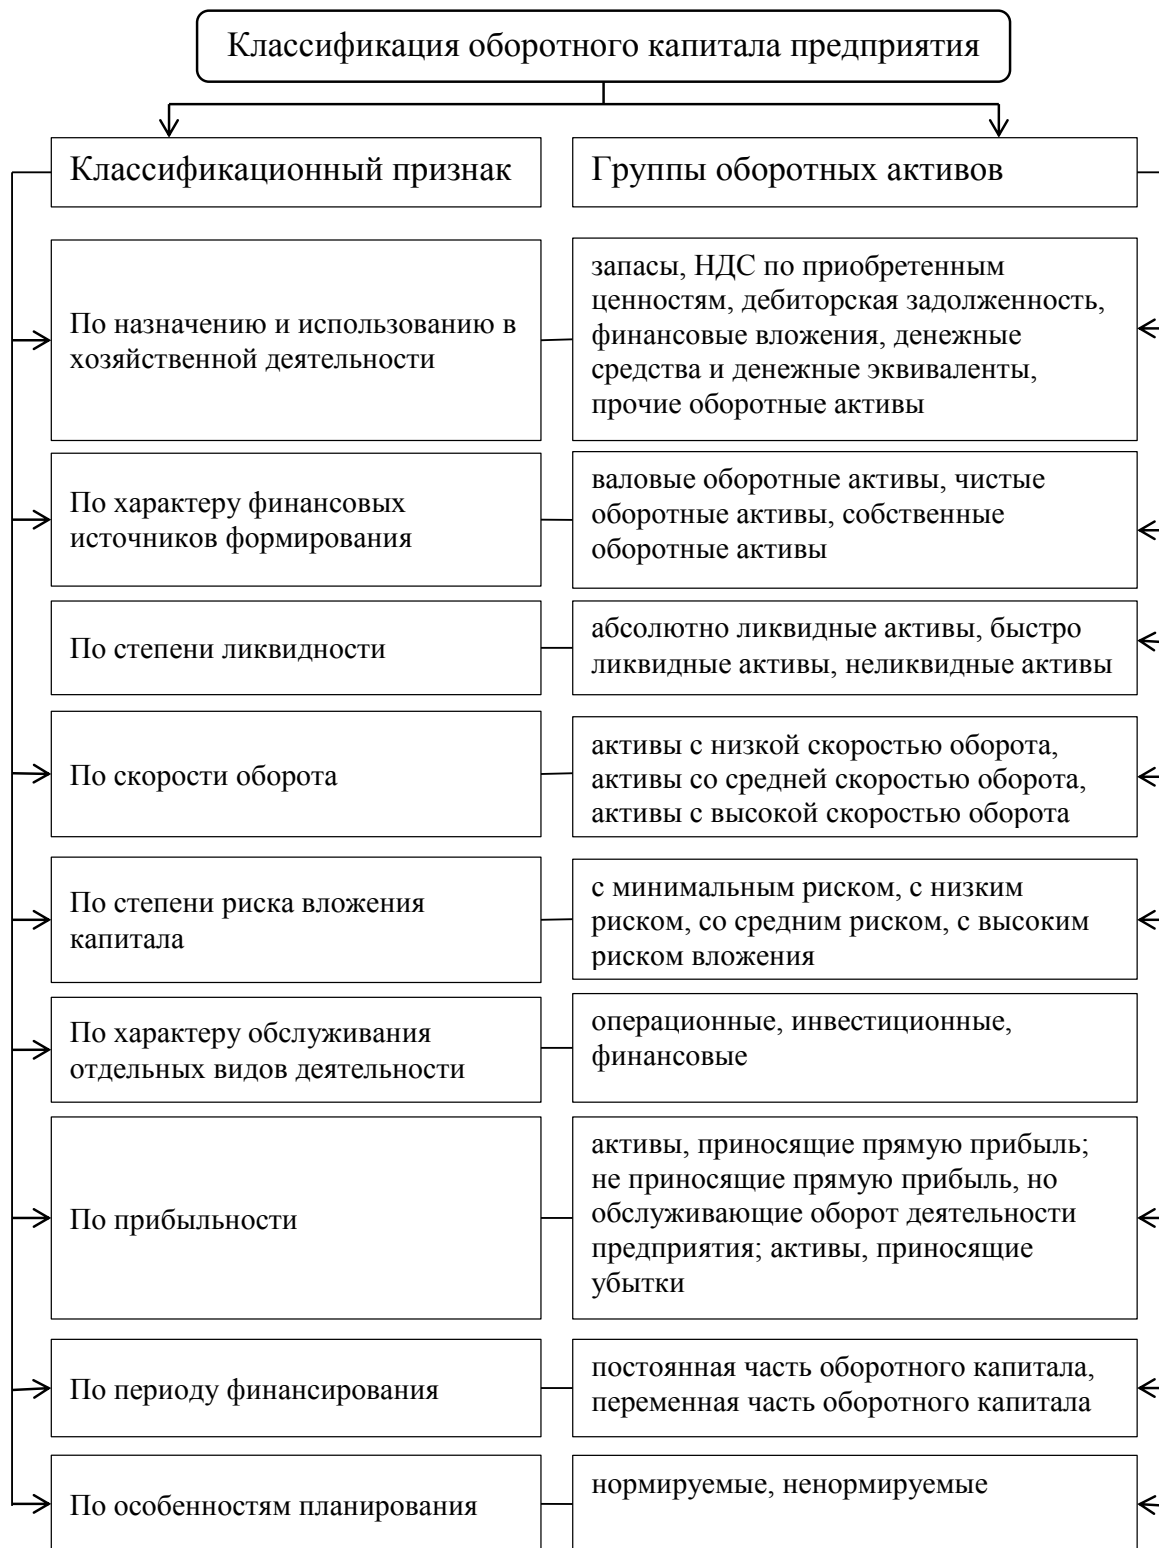 Классификация оборотного капитала предприятия
Классификационный признак
Группы оборотных активов
По назначению и использованию в
хозяйственной деятельности
запасы, НДС по приобретенным
ценностям, дебиторская задолженность,
финансовые вложения, денежные
средства и денежные эквиваленты,
прочие оборотные активы
По характеру финансовых
источников формирования
валовые оборотные активы, чистые
оборотные активы, собственные
оборотные активы
По степени ликвидности
абсолютно ликвидные активы, быстро
ликвидные активы, неликвидные активы
По скорости оборота
активы с низкой скоростью оборота,
активы со средней скоростью оборота,
активы с высокой скоростью оборота
По степени риска вложения
капитала
с минимальным риском, с низким
риском, со средним риском, с высоким
риском вложения
По характеру обслуживания
отдельных видов деятельности
операционные, инвестиционные,
финансовые
По прибыльности
активы, приносящие прямую прибыль;
не приносящие прямую прибыль, но
обслуживающие оборот деятельности
предприятия; активы, приносящие
убытки
По периоду финансирования
постоянная часть оборотного капитала,
переменная часть оборотного капитала
По особенностям планирования
нормируемые, ненормируемые